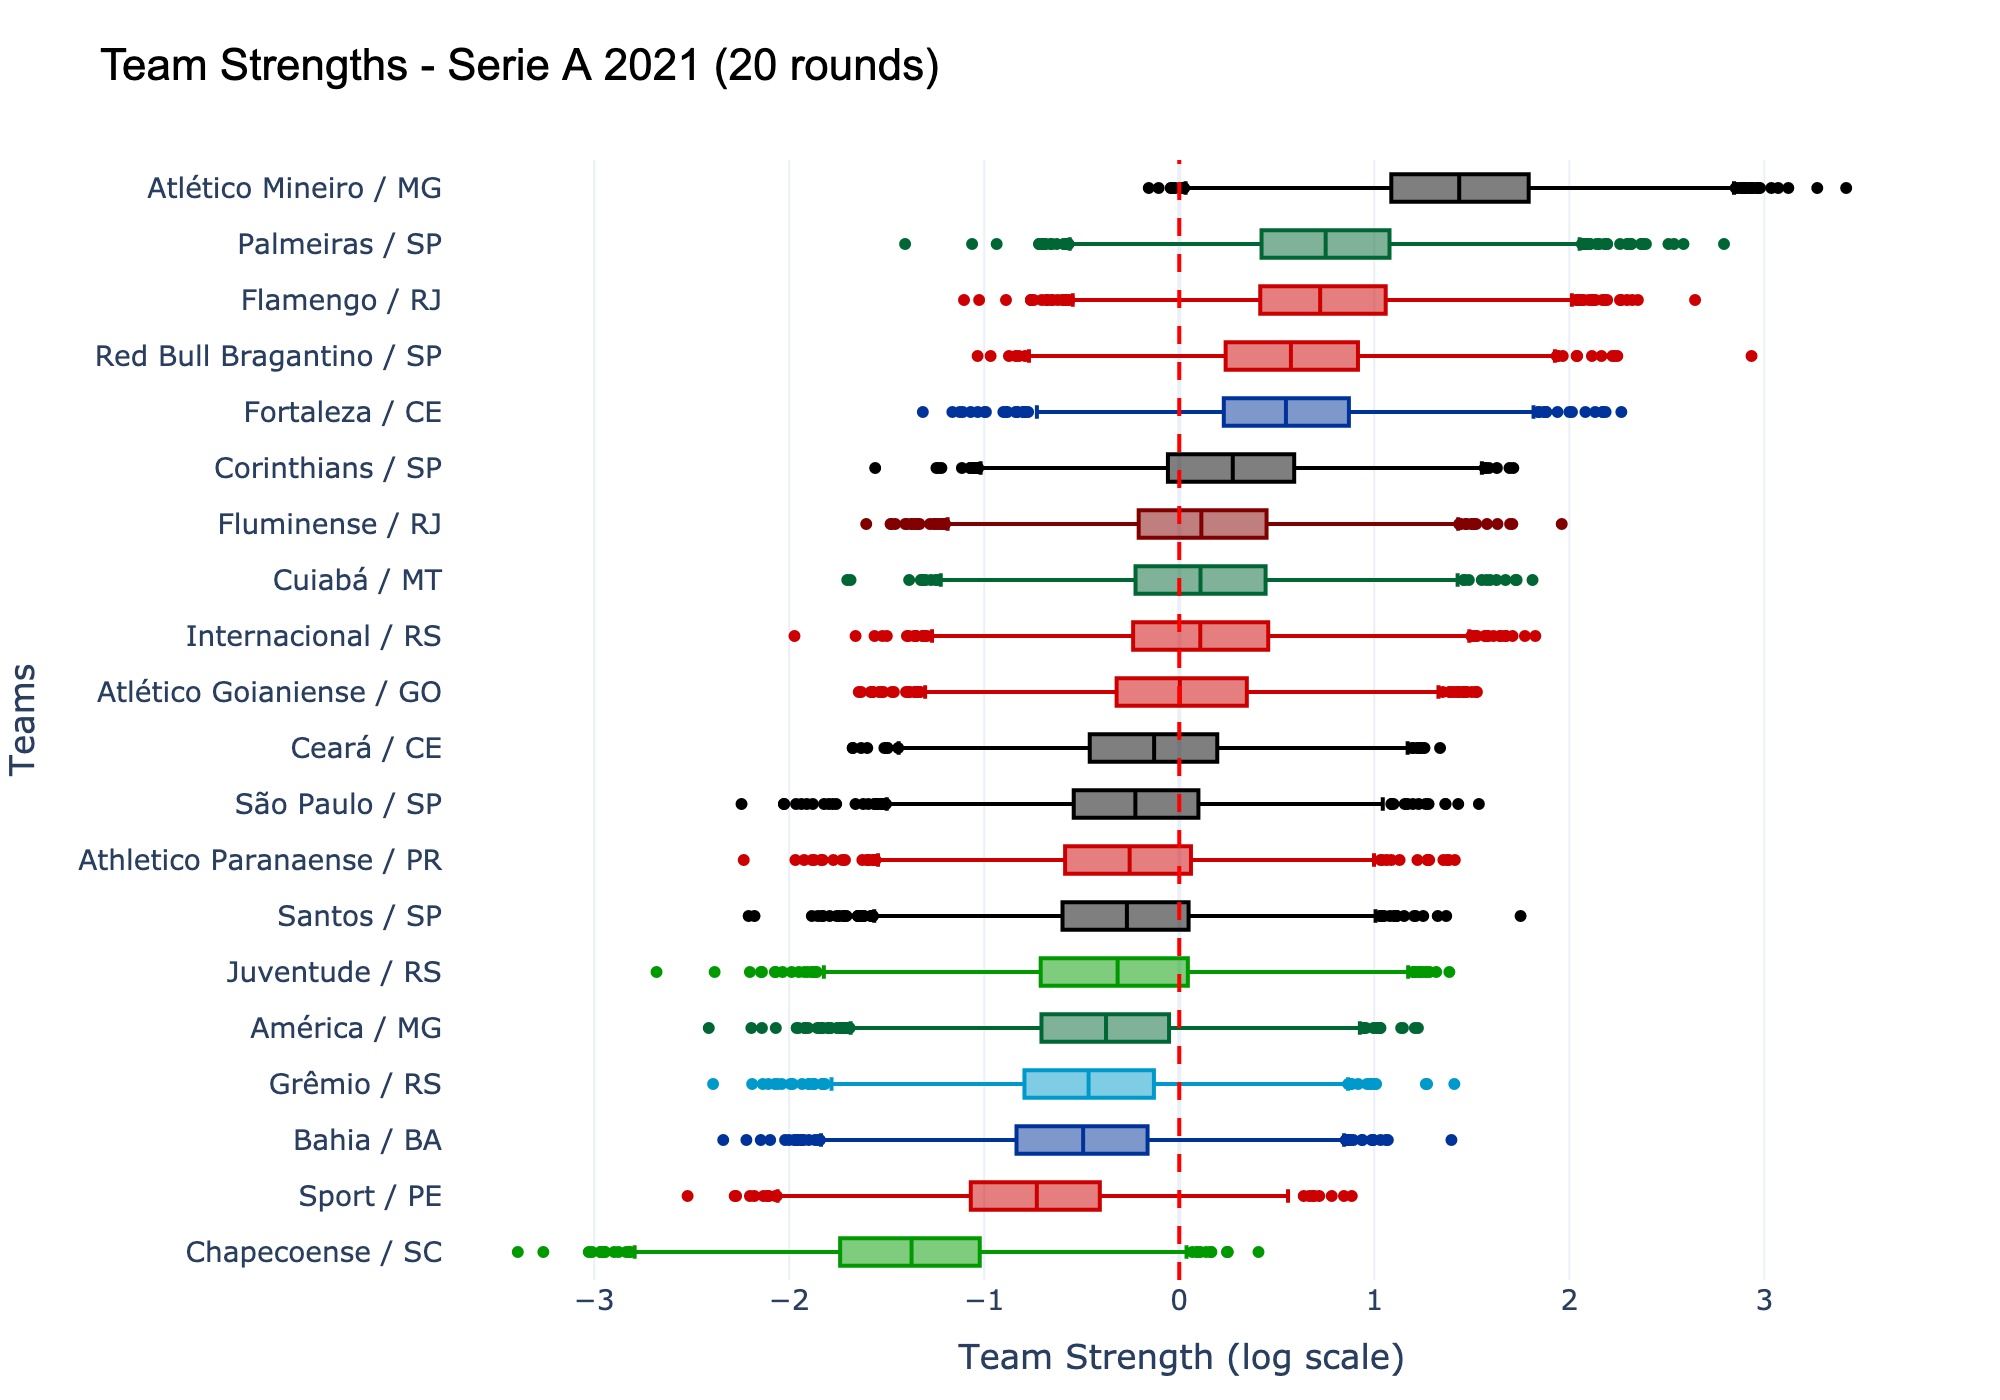 Team Strengths - Serie A 2021 (20 rounds)
Atlético Mineiro / MG
Palmeiras / SP
Flamengo / RJ
Red Bull Bragantino / SP
Fortaleza / CE
Corinthians / SP
Fluminense / RJ
Cuiabá / MT
Internacional / RS
Atlético Goianiense / GO
Ceará / CE
São Paulo / SP
Athletico Paranaense / PR
Santos / SP
Juventude / RS
América / MG
Grêmio / RS
Bahia / BA
Sport / PE
Chapecoense / SC
Teams
−3 −2 −1 0 1 2 3
Team Strength (log scale)